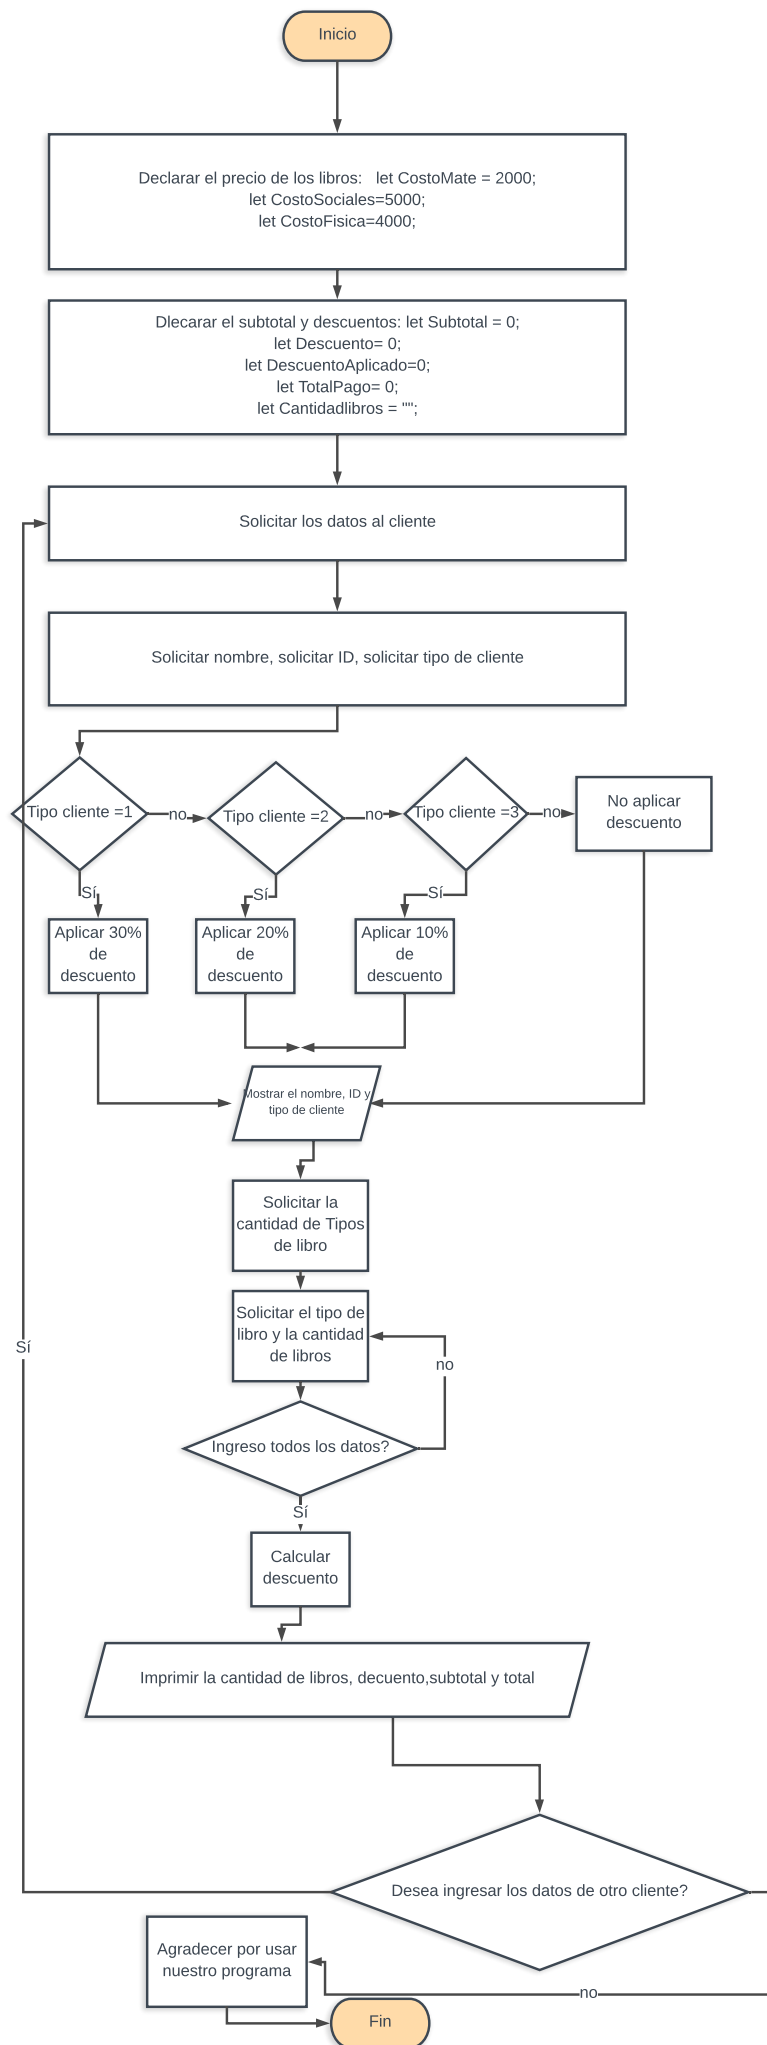 Inicio
Declarar el precio de los libros:   let CostoMate = 2000;
let CostoSociales=5000;
let CostoFisica=4000;
Dlecarar el subtotal y descuentos: let Subtotal = 0;
let Descuento= 0;
let DescuentoAplicado=0;
let TotalPago= 0;
let Cantidadlibros = "";
Solicitar los datos al cliente
Solicitar nombre, solicitar ID, solicitar tipo de cliente
Tipo cliente =1
no
Tipo cliente =2
no
Tipo cliente =3
no
No aplicar
descuento
Sí
Sí
Sí
Aplicar 30%
de
descuento
Aplicar 20%
de
descuento
Aplicar 10%
de
descuento
Mostrar el nombre, ID y
tipo de cliente
Solicitar la
cantidad de Tipos
de libro
Solicitar el tipo de
libro y la cantidad
de libros
Sí
no
Ingreso todos los datos?
Sí
Calcular
descuento
Imprimir la cantidad de libros, decuento,subtotal y total
Desea ingresar los datos de otro cliente?
Agradecer por usar
nuestro programa
no
Fin